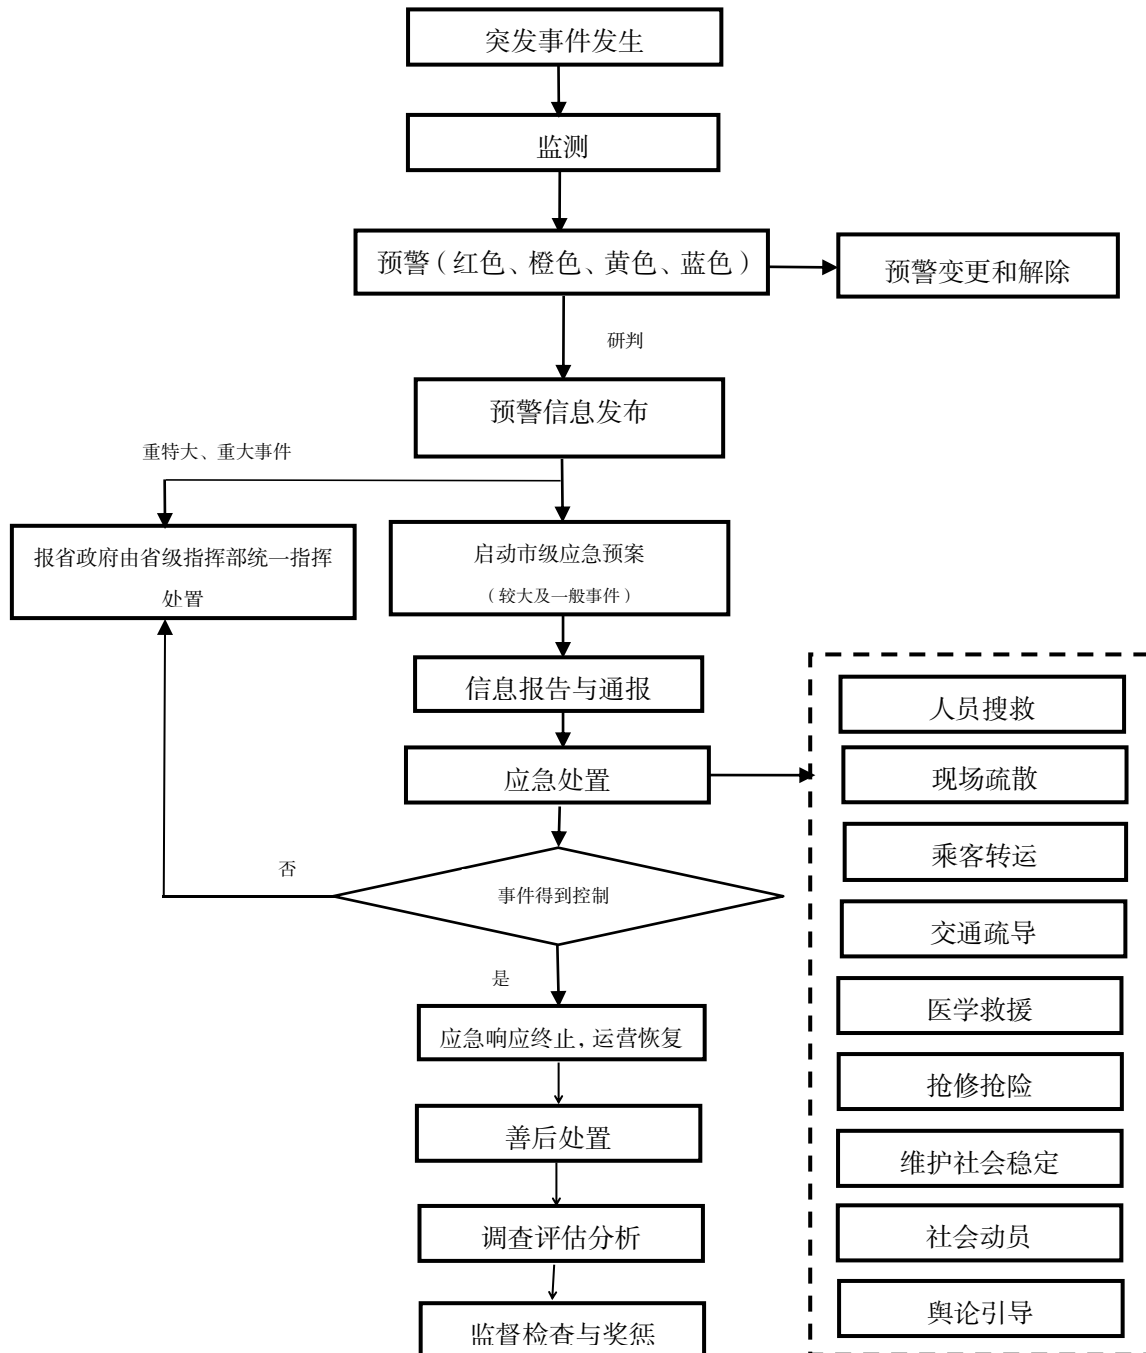 突发事件发生
监测
预警（红色、橙色、黄色、蓝色）
预警变更和解除
研判
预警信息发布
重特大、重大事件
报省政府由省级指挥部统一指挥
处置
启动市级应急预案
（较大及一般事件）
信息报告与通报
应急处置
人员搜救
现场疏散
乘客转运
交通疏导
医学救援
抢修抢险
维护社会稳定
社会动员
舆论引导
事件得到控制
否
是
应急响应终止，运营恢复
善后处置
调查评估分析
监督检查与奖惩